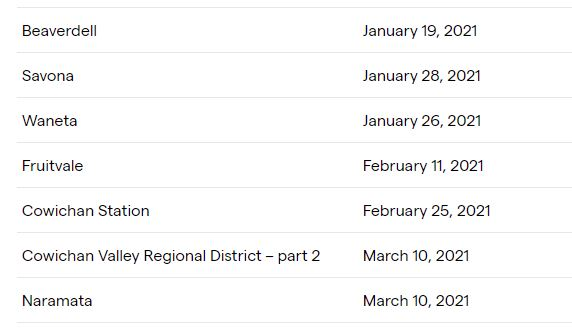 Beaverdell January 19, 2021
Savona January 28, 2021
Waneta January 26, 2021
Fruitvale February 11, 2021
Cowichan Station February 25, 2021
Cowichan Valley Regional District – part 2 March 10, 2021
Naramata March 10, 2021